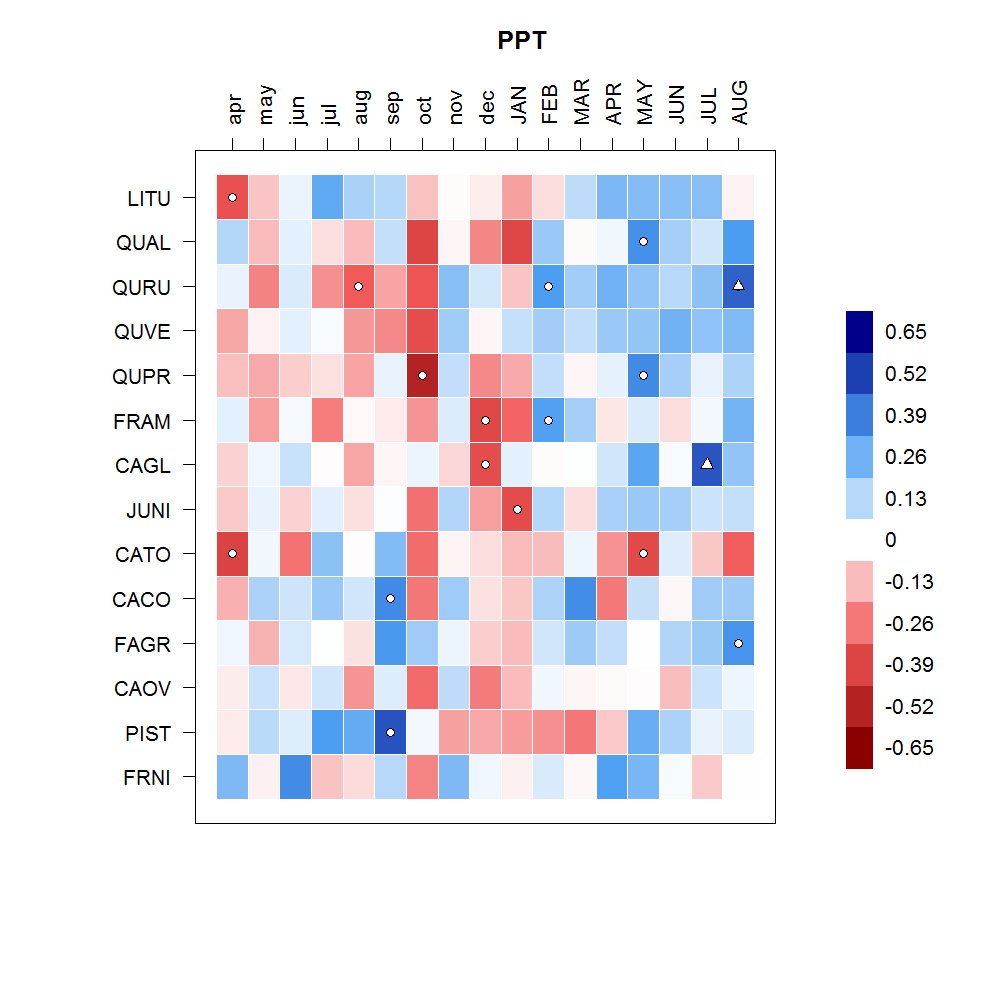 PPT
apr may jun jul aug sep oct nov dec JAN FEB MAR APR MAY JUN JUL AUG
LITU
QUAL
QURU
QUVE
QUPR
FRAM
CAGL
JUNI
CATO
CACO
FAGR
CAOV
PIST
FRNI
0.65
0.52
0.39
0.26
0.13
0
-0.13
-0.26
-0.39
-0.52
-0.65